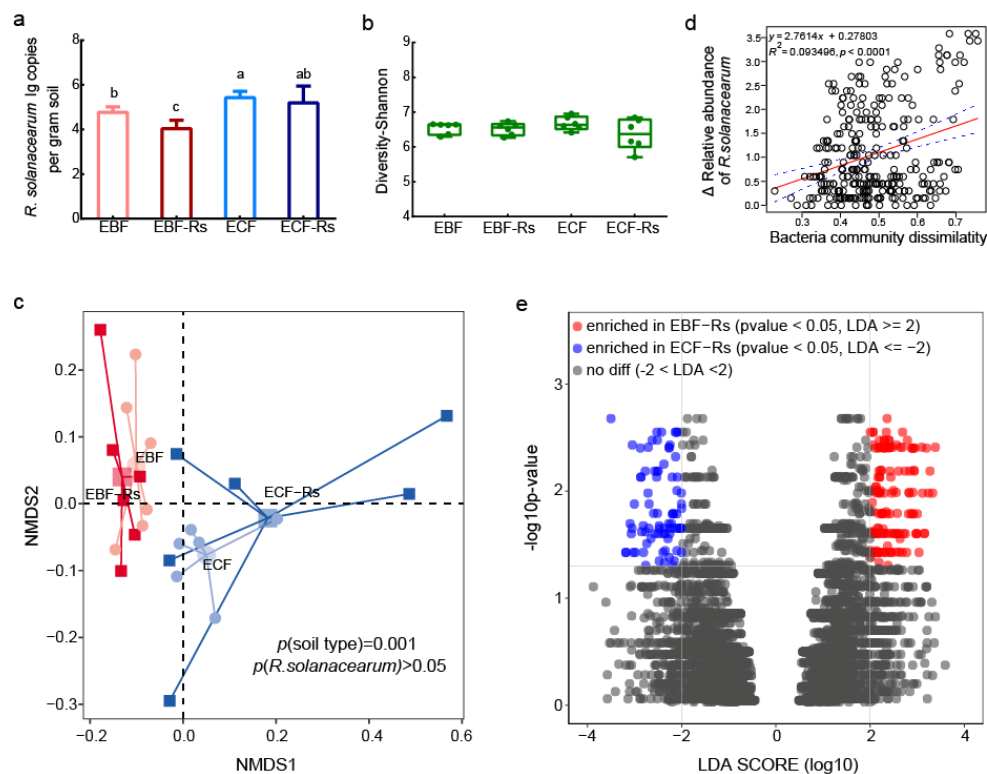 a
R. solanacearum lg copies
per gram soil
8
6
4
2
0
b
c
a
ab
EBF
EBF-Rs
ECF
ECF-Rs
b
Diversity-Shannon
9
8
7
6
5
4
EBF
EBF-Rs
ECF
ECF-Rs
d
y = 2.7614x + 0.27803
R² = 0.093496, p < 0.0001
Δ Relative abundance
of R.solanacearum
3.5
3.0
2.5
2.0
1.5
1.0
0.5
0.0
0.3 0.4 0.5 0.6 0.7
Bacteria community dissimilatity
c
NMDS2
0.2
0.1
0.0
−0.1
−0.2
−0.3
EBF
EBF-Rs
ECF-Rs
ECF
p(soil type)=0.001
p(R.solanacearum)>0.05
−0.2 0.0 0.2 0.4 0.6
NMDS1
e
enriched in EBF−Rs (pvalue < 0.05, LDA >= 2)
enriched in ECF−Rs (pvalue < 0.05, LDA <= −2)
no diff (-2 < LDA <2)
-log10p-value
3
2
1
0
−4 −2 0 2 4
LDA SCORE (log10)